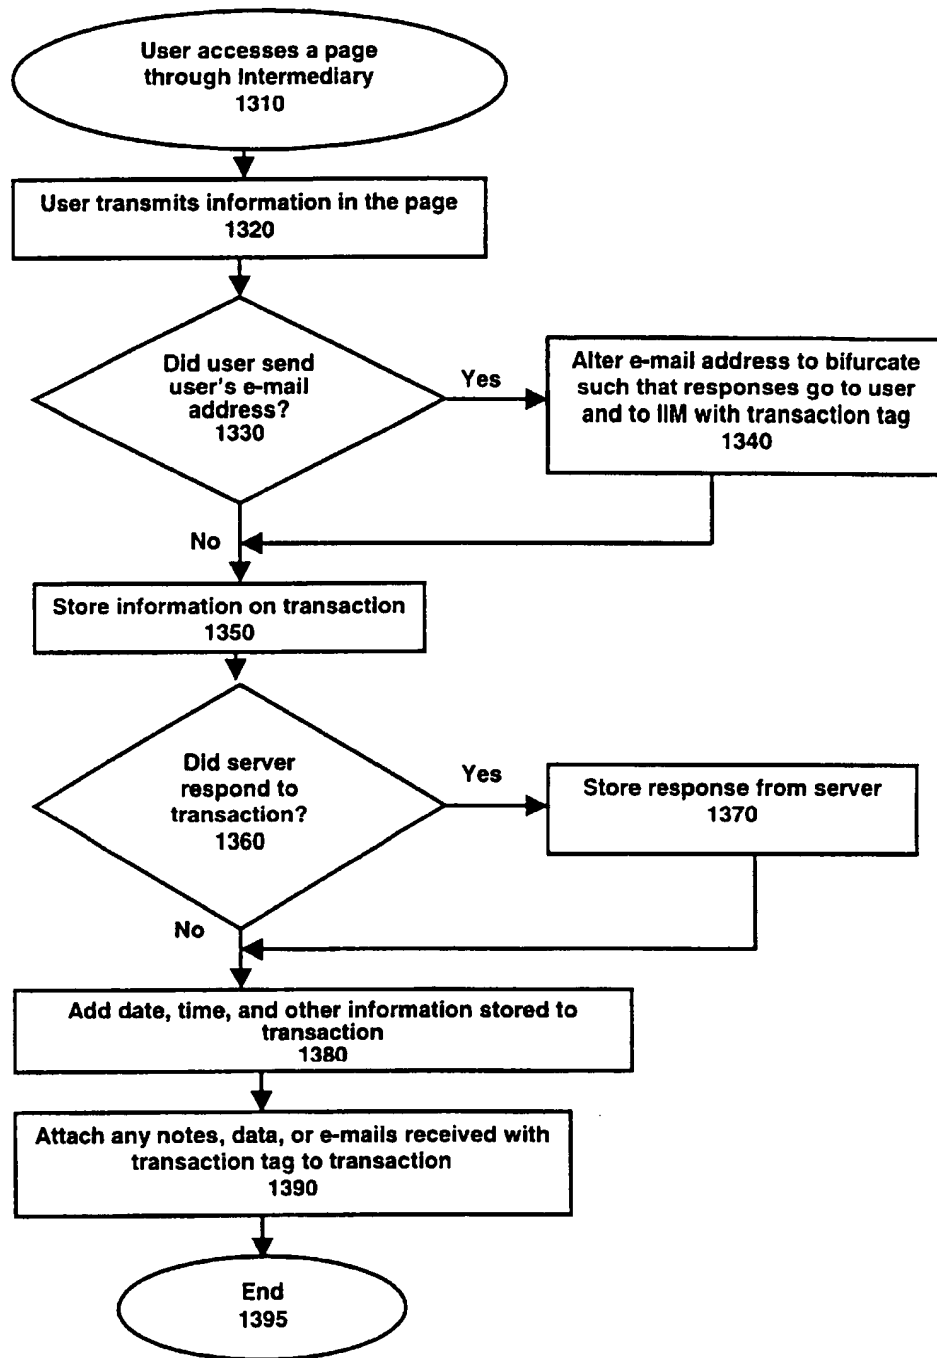 User accesses a page
through Intermediary
1310
User transmits information in the page
1320
Did user send
user's e-mail
address?
1330
Yes
Alter e-mail address to bifurcate
such that responses go to user
and to IIM with transaction tag
1340
No
Store information on transaction
1350
Did server
respond to
transaction?
1360
Yes
Store response from server
1370
No
Add date, time, and other information stored to
transaction
1380
Attach any notes, data, or e-mails received with
transaction tag to transaction
1390
End
1395